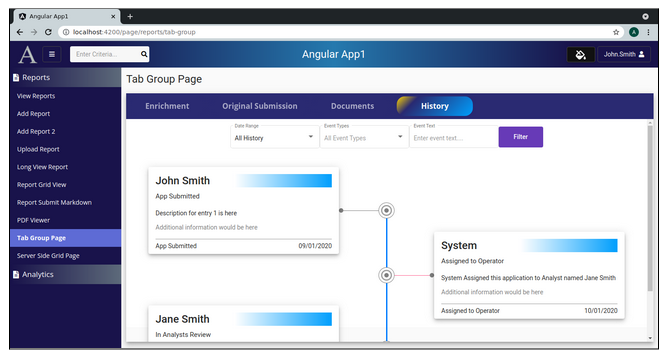 Angular App1
localhost:4200/page/reports/tab-group
A
A
Enter Criteria...
Angular App1
John.Smith
Reports
View Reports
Add Report
Add Report 2
Upload Report
Long View Report
Report Grid View
Report Submit Markdown
PDF Viewer
Tab Group Page
Server Side Grid Page
Analytics
Tab Group Page
Enrichment
Original Submission
Documents
History
Date Range
All History
Event Types
All Event Types
Event Text
Enter event text...
Filter
John Smith
App Submitted
Description for entry 1 is here
Additional information would be here
App Submitted 09/01/2020
System
Assigned to Operator
System Assigned this application to Analyst named Jane Smith
Additional information would be here
Assigned to Operator 10/01/2020
Jane Smith
In Analysts Review